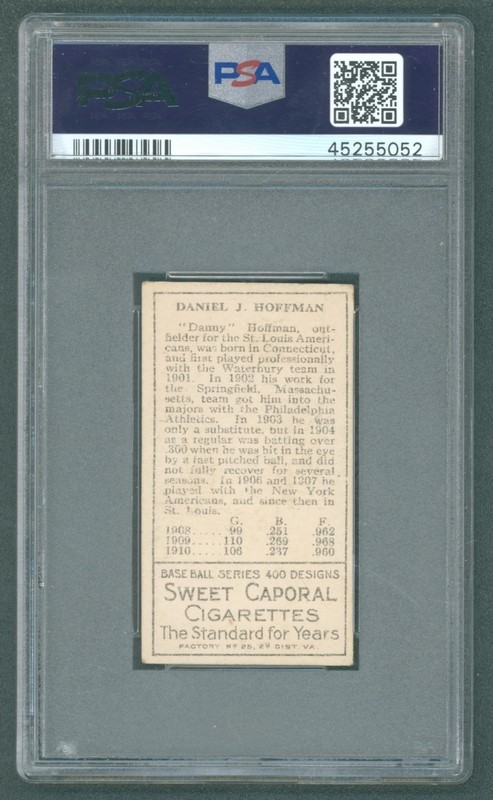 PSA
PSA
45255052
DANIEL J. HOFFMAN
"Danny" Hoffman, out-
fielder for the St. Louis Ameri-
cans, was born in Connecticut,
and first played professionally
with the Waterbury team in
1901. In 1902 his work for
the Springfield, Massachu-
setts, team got him into the
majors with the Philadelphia
Athletics. In 1903 he was
only a substitute, but in 1904
as a regular was batting over
.300 when he was hit in the eye
by a fast pitched ball, and did
not fully recover for several
seasons. In 1906 and 1907 he
played with the New York
Americans, and since then in
St. Louis.
G. B. F.
1908..... 99 .251 .962
1909..... 110 .269 .968
1910..... 106 .237 .960
BASE BALL SERIES 400 DESIGNS
SWEET CAPORAL
CIGARETTES
The Standard for Years
FACTORY Nº 25, 2ᴰ DIST. VA.